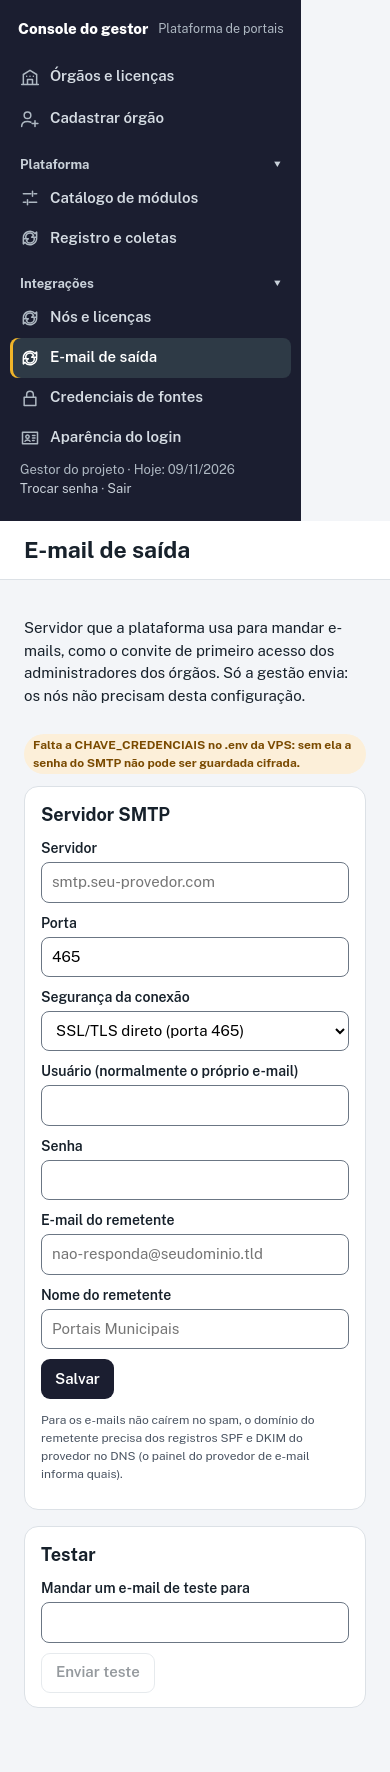 Console do gestor Plataforma de portais
Órgãos e licenças
Cadastrar órgão
Plataforma ▾
Catálogo de módulos
Registro e coletas
Integrações ▾
Nós e licenças
E-mail de saída
Credenciais de fontes
Aparência do login
Gestor do projeto · Hoje: 09/11/2026
Trocar senha · Sair
E-mail de saída
Servidor que a plataforma usa para mandar e-
mails, como o convite de primeiro acesso dos
administradores dos órgãos. Só a gestão envia:
os nós não precisam desta configuração.
Falta a CHAVE_CREDENCIAIS no .env da VPS: sem ela a
senha do SMTP não pode ser guardada cifrada.
Servidor SMTP
Servidor
smtp.seu-provedor.com
Porta
465
Segurança da conexão
SSL/TLS direto (porta 465)
Usuário (normalmente o próprio e-mail)
Senha
E-mail do remetente
nao-responda@seudominio.tld
Nome do remetente
Portais Municipais
Salvar
Para os e-mails não caírem no spam, o domínio do
remetente precisa dos registros SPF e DKIM do
provedor no DNS (o painel do provedor de e-mail
informa quais).
Testar
Mandar um e-mail de teste para
Enviar teste